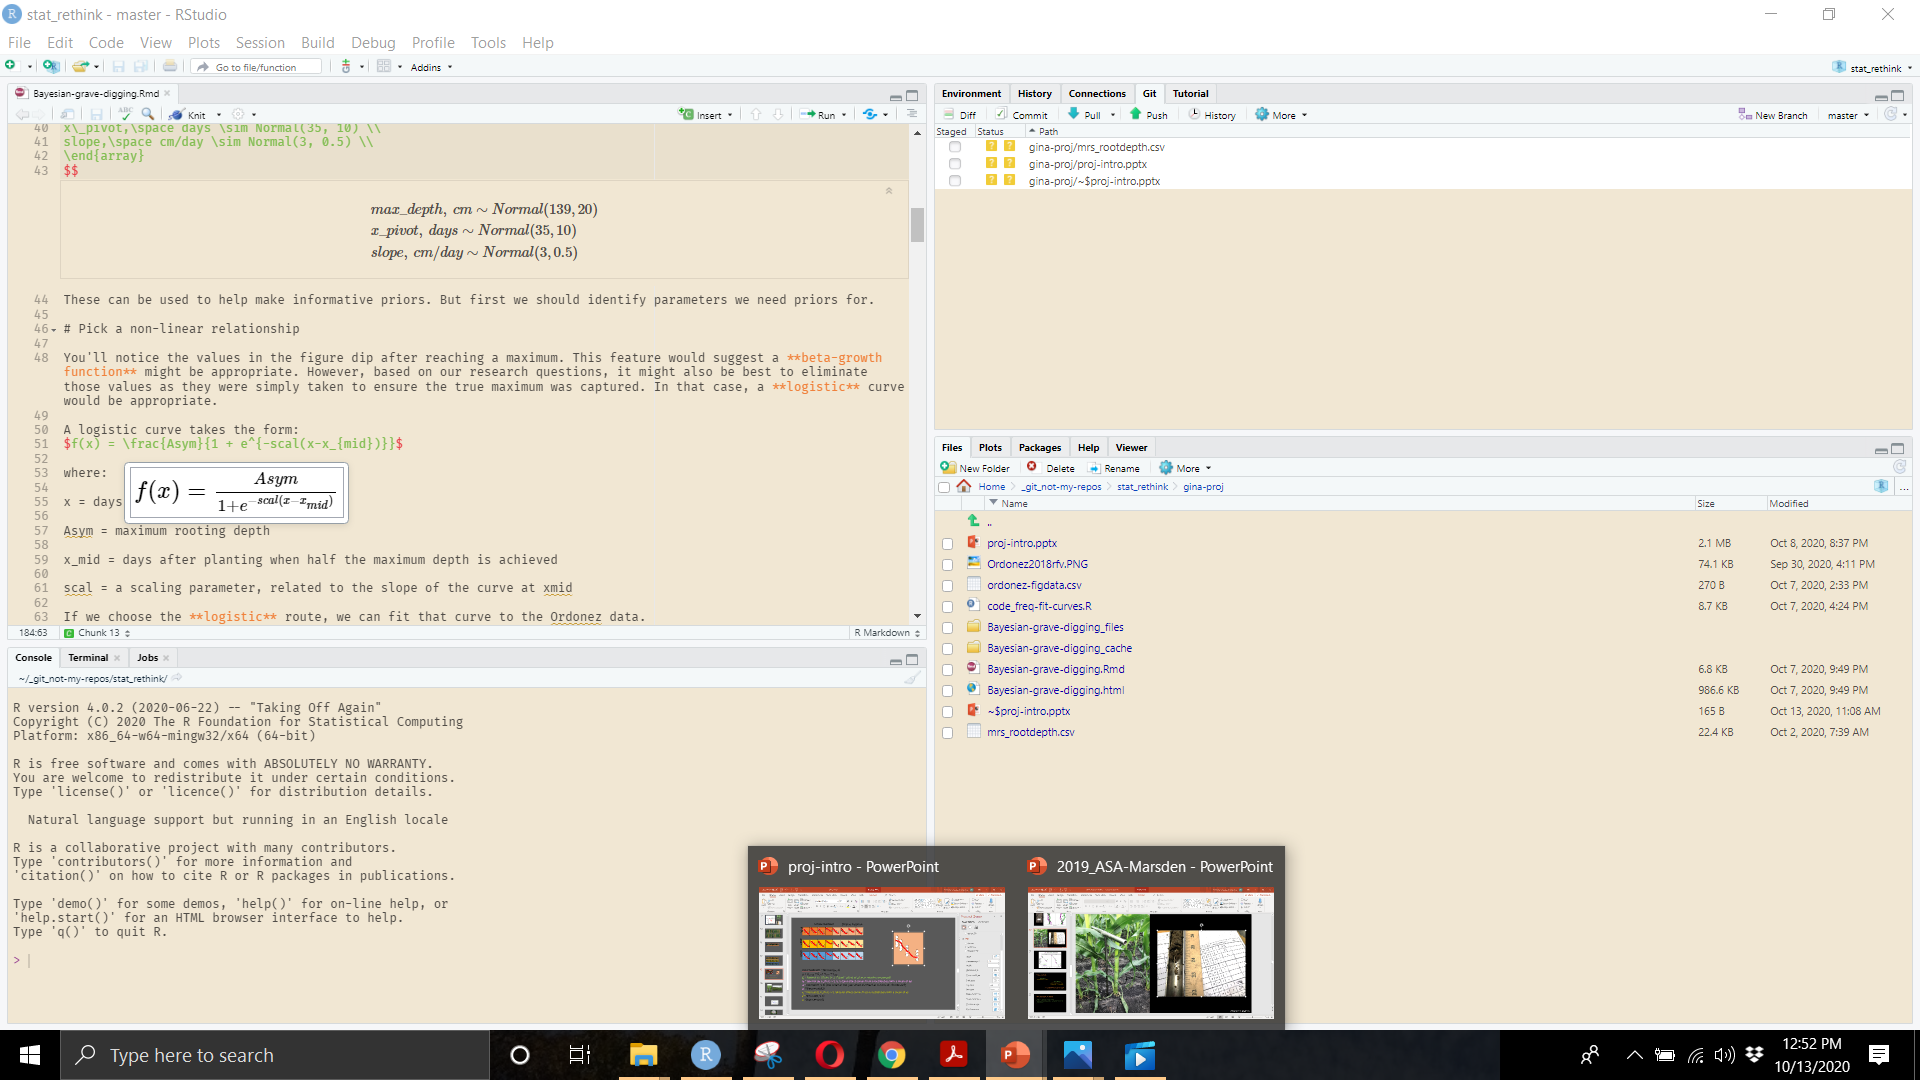 stat_rethink - master - RStudio
File Edit Code View Plots Session Build Debug Profile Tools Help
Go to file/function Addins stat_rethink
Bayesian-grave-digging.Rmd
Knit Insert Run
40 x\_pivot,\space days \sim Normal(35, 10) \\
41 slope,\space cm/day \sim Normal(3, 0.5) \\
42 \end{array}
43 $$
max_depth, cm ∼ Normal(139, 20)
x_pivot, days ∼ Normal(35, 10)
slope, cm/day ∼ Normal(3, 0.5)
44 These can be used to help make informative priors. But first we should identify parameters we need priors for.
45
46 # Pick a non-linear relationship
47
48 You'll notice the values in the figure dip after reaching a maximum. This feature would suggest a **beta-growth
function** might be appropriate. However, based on our research questions, it might also be best to eliminate
those values as they were simply taken to ensure the true maximum was captured. In that case, a **logistic** curve
would be appropriate.
49
50 A logistic curve takes the form:
51 $f(x) = \frac{Asym}{1 + e^{-scal(x-x_{mid})}}$
52
53 where:
54
55 x = days
f(x) = Asym / 1+e^−scal(x−x_mid)
56
57 Asym = maximum rooting depth
58
59 x_mid = days after planting when half the maximum depth is achieved
60
61 scal = a scaling parameter, related to the slope of the curve at xmid
62
63 If we choose the **logistic** route, we can fit that curve to the Ordonez data.
184:63 Chunk 13 R Markdown
Console Terminal Jobs
~/_git_not-my-repos/stat_rethink/
R version 4.0.2 (2020-06-22) -- "Taking Off Again"
Copyright (C) 2020 The R Foundation for Statistical Computing
Platform: x86_64-w64-mingw32/x64 (64-bit)
R is free software and comes with ABSOLUTELY NO WARRANTY.
You are welcome to redistribute it under certain conditions.
Type 'license()' or 'licence()' for distribution details.
Natural language support but running in an English locale
R is a collaborative project with many contributors.
Type 'contributors()' for more information and
'citation()' on how to cite R or R packages in publications.
Type 'demo()' for some demos, 'help()' for on-line help, or
'help.start()' for an HTML browser interface to help.
Type 'q()' to quit R.
>
Environment History Connections Git Tutorial
Diff Commit Pull Push History More New Branch master
Staged Status Path
? ? gina-proj/mrs_rootdepth.csv
? ? gina-proj/proj-intro.pptx
? ? gina-proj/~$proj-intro.pptx
Files Plots Packages Help Viewer
New Folder Delete Rename More
Home _git_not-my-repos stat_rethink gina-proj ...
Name Size Modified
..
proj-intro.pptx 2.1 MB Oct 8, 2020, 8:37 PM
Ordonez2018rfv.PNG 74.1 KB Sep 30, 2020, 4:11 PM
ordonez-figdata.csv 270 B Oct 7, 2020, 2:33 PM
code_freq-fit-curves.R 8.7 KB Oct 7, 2020, 4:24 PM
Bayesian-grave-digging_files
Bayesian-grave-digging_cache
Bayesian-grave-digging.Rmd 6.8 KB Oct 7, 2020, 9:49 PM
Bayesian-grave-digging.html 986.6 KB Oct 7, 2020, 9:49 PM
~$proj-intro.pptx 165 B Oct 13, 2020, 11:08 AM
mrs_rootdepth.csv 22.4 KB Oct 2, 2020, 7:39 AM
proj-intro - PowerPoint
2019_ASA-Marsden - PowerPoint
Type here to search
12:52 PM
10/13/2020